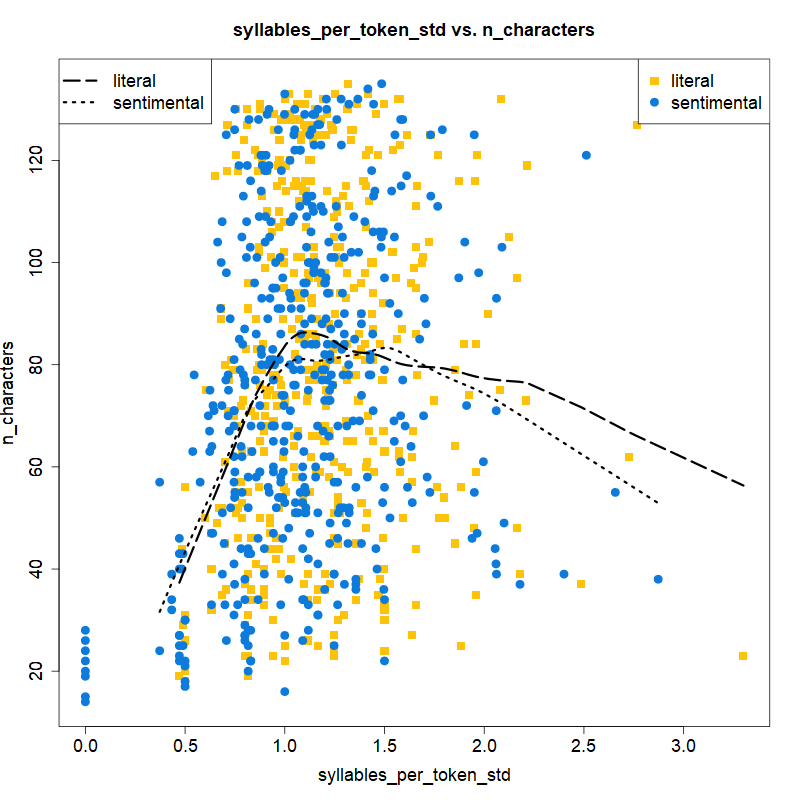 syllables_per_token_std vs. n_characters
literal
sentimental
literal
sentimental
n_characters
120
100
80
60
40
20
0.0 0.5 1.0 1.5 2.0 2.5 3.0
syllables_per_token_std